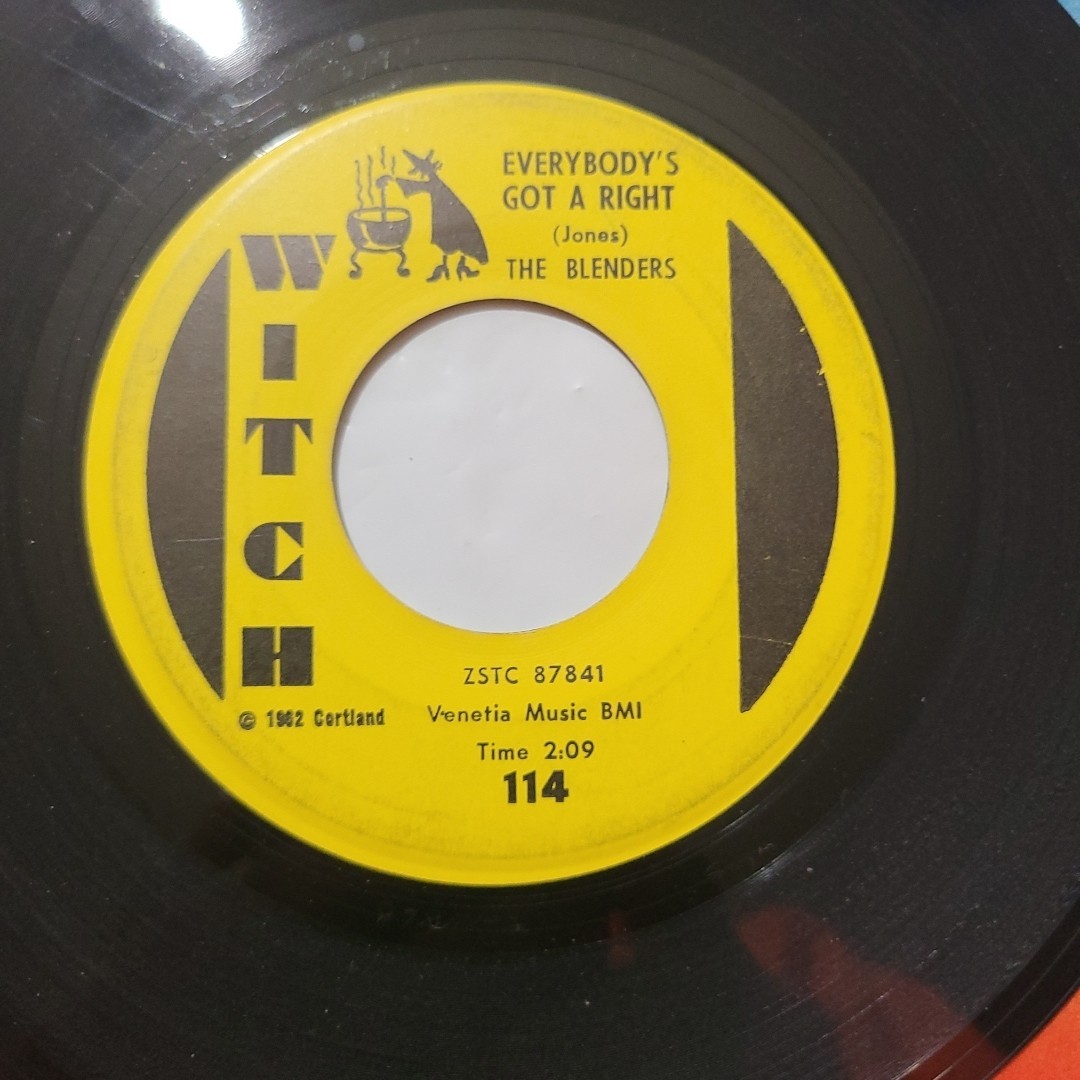 WITCH
EVERYBODY'S
GOT A RIGHT
(Jones)
THE BLENDERS
ZSTC 87841
© 1962 Cortland
Venetia Music BMI
Time 2:09
114